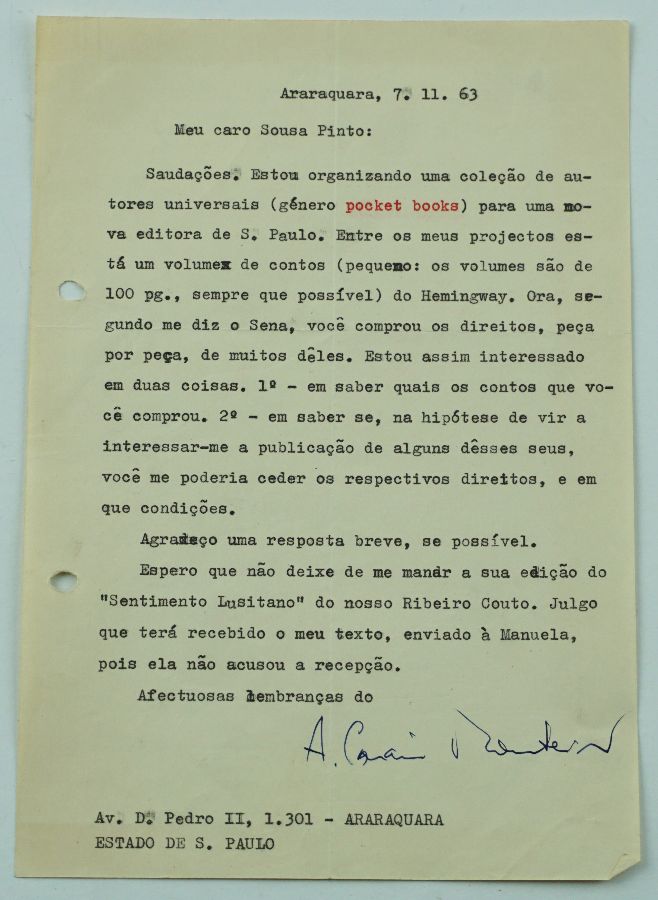 Araraquara, 7. 11. 63
Meu caro Sousa Pinto:
Saudações. Estou organizando uma coleção de au-
tores universais (género pocket books) para uma no-
va editora de S. Paulo. Entre os meus projectos es-
tá um volumex de contos (pequeno: os volumes são de
100 pg., sempre que possível) do Hemingway. Ora, se-
gundo me diz o Sena, você comprou os direitos, peça
por peça, de muitos dêles. Estou assim interessado
em duas coisas. 1º - em saber quais os contos que vo-
cê comprou. 2º - em saber se, na hipótese de vir a
interessar-me a publicação de alguns dêsses seus,
você me poderia ceder os respectivos direitos, e em
que condições.
Agradeço uma resposta breve, se possível.
Espero que não deixe de me mandr a sua edição do
"Sentimento Lusitano" do nosso Ribeiro Couto. Julgo
que terá recebido o meu texto, enviado à Manuela,
pois ela não acusou a recepção.
Afectuosas lembranças do
A. Casais Monteiro
Av. D. Pedro II, 1.301 - ARARAQUARA
ESTADO DE S. PAULO